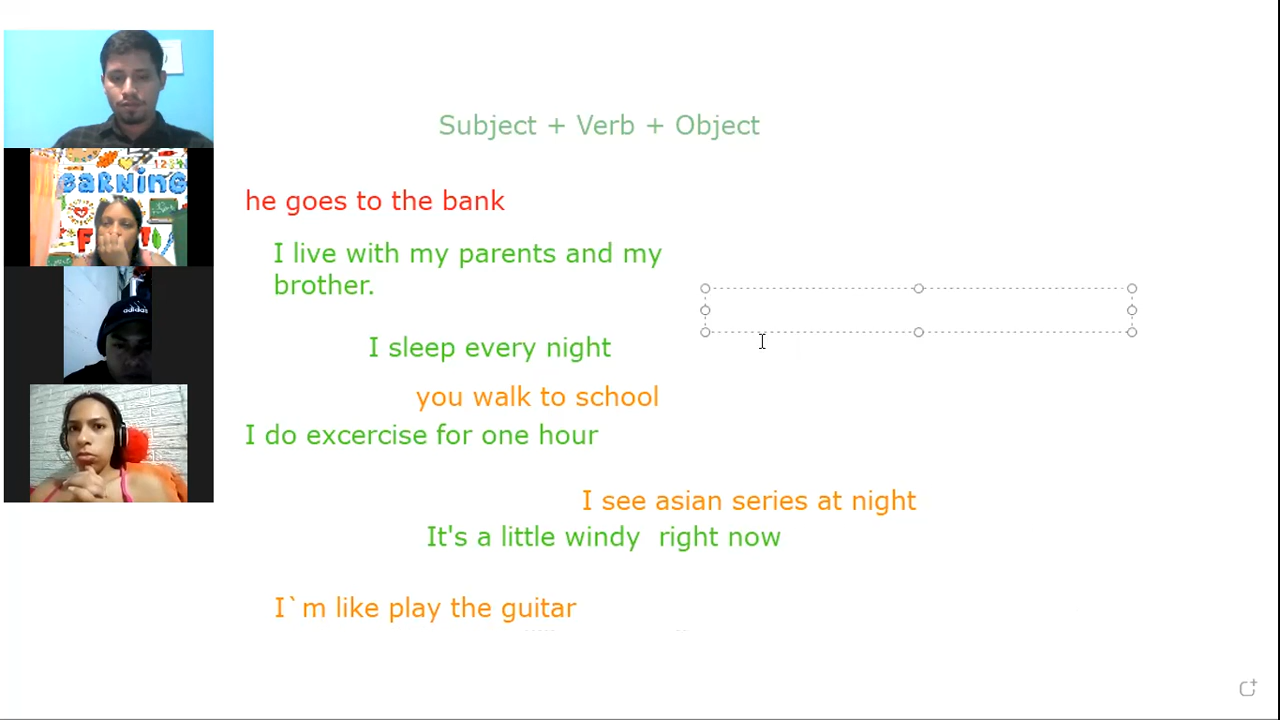 Subject + Verb + Object
he goes to the bank
I live with my parents and my
brother.
I sleep every night
you walk to school
I do excercise for one hour
I see asian series at night
It's a little windy  right now
I`m like play the guitar
adidas